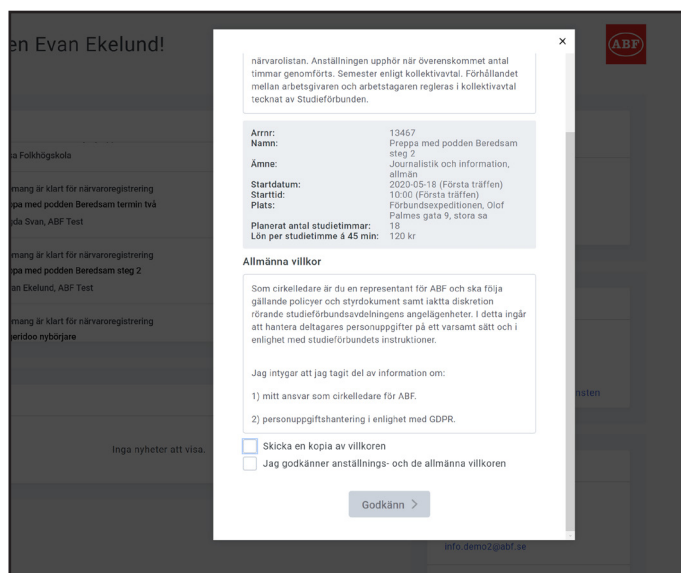 en Evan Ekelund!
ABF
a Folkhögskola
mang är klart för närvaroregistrering
pa med podden Beredsam termin två
da Svan, ABF Test
emang är klart för närvaroregistrering
pa med podden Beredsam steg 2
an Ekelund, ABF Test
mang är klart för närvaroregistrering
geridoo nybörjare
Inga nyheter att visa.
närvarolistan. Anställningen upphör när överenskommet antal
timmar genomförts. Semester enligt kollektivavtal. Förhållandet
mellan arbetsgivaren och arbetstagaren regleras i kollektivavtal
tecknat av Studieförbunden.
Arrnr: 13467
Namn: Preppa med podden Beredsam
steg 2
Ämne: Journalistik och information,
allmän
Startdatum: 2020-05-18 (Första träffen)
Starttid: 10:00 (Första träffen)
Plats: Förbundsexpeditionen, Olof
Palmes gata 9, stora sa
Planerat antal studietimmar: 18
Lön per studietimme á 45 min: 120 kr
Allmänna villkor
Som cirkelledare är du en representant för ABF och ska följa
gällande policyer och styrdokument samt iaktta diskretion
rörande studieförbundsavdelningens angelägenheter. I detta ingår
att hantera deltagares personuppgifter på ett varsamt sätt och i
enlighet med studieförbundets instruktioner.
Jag intygar att jag tagit del av information om:
1) mitt ansvar som cirkelledare för ABF.
2) personuppgiftshantering i enlighet med GDPR.
Skicka en kopia av villkoren
Jag godkänner anställnings- och de allmänna villkoren
Godkänn
nsten
info.demo2@abf.se